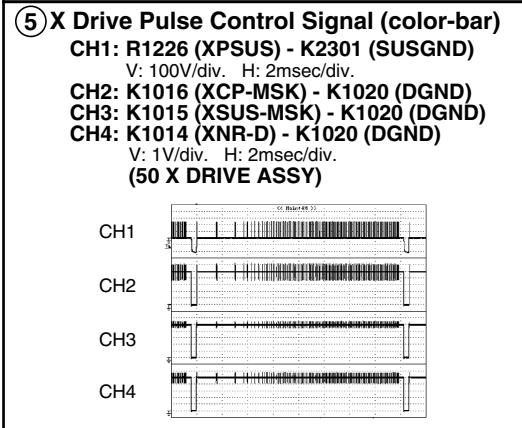 ⑤ X Drive Pulse Control Signal (color-bar)
CH1: R1226 (XPSUS) - K2301 (SUSGND)
V: 100V/div. H: 2msec/div.
CH2: K1016 (XCP-MSK) - K1020 (DGND)
CH3: K1015 (XSUS-MSK) - K1020 (DGND)
CH4: K1014 (XNR-D) - K1020 (DGND)
V: 1V/div. H: 2msec/div.
(50 X DRIVE ASSY)
CH1
CH2
CH3
CH4